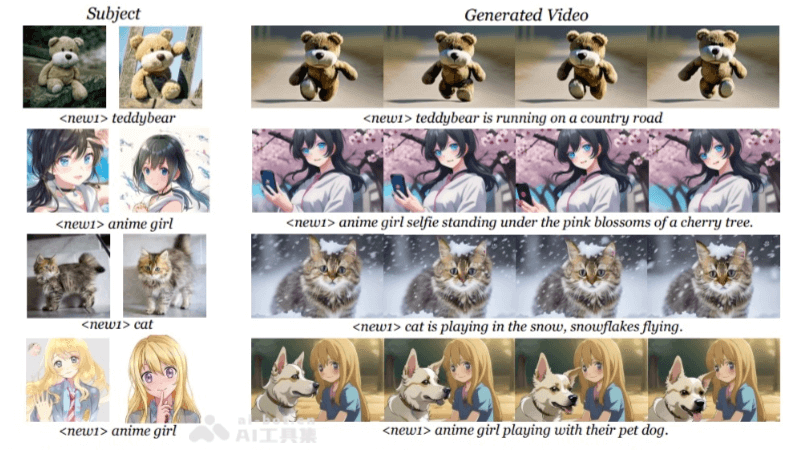 Subject
Generated Video
<new1> teddybear
<new1> teddybear is running on a country road
<new1> anime girl
<new1> anime girl selfie standing under the pink blossoms of a cherry tree.
<new1> cat
<new1> cat is playing in the snow, snowflakes flying.
<new1> anime girl
<new1> anime girl playing with their pet dog.
AI工具集